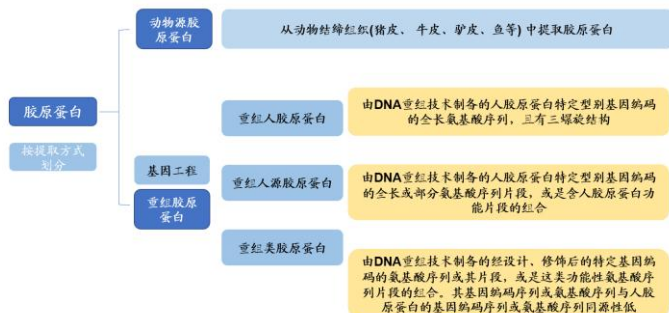 动物源胶
原蛋白
从动物结缔组织(猪皮、牛皮、驴皮、鱼等) 中提取胶原蛋白
胶原蛋白
按提取方式
划分
重组人胶原蛋白
由DNA重组技术制备的人胶原蛋白特定型别基因编码
的全长氨基酸序列，且有三螺旋结构
基因工程
重组胶原
蛋白
重组人源胶原蛋白
由DNA重组技术制备的人胶原蛋白特定型别基因编码
的全长或部分氨基酸序列片段，或是含人胶原蛋白功
能片段的组合
重组类胶原蛋白
由DNA重组技术制备的经设计、修饰后的特定基因编
码的氨基酸序列或其片段，或是这类功能性氨基酸序
列片段的组合。其基因编码序列或氨基酸序列与人胶
原蛋白的基因编码序列或氨基酸序列同源性低